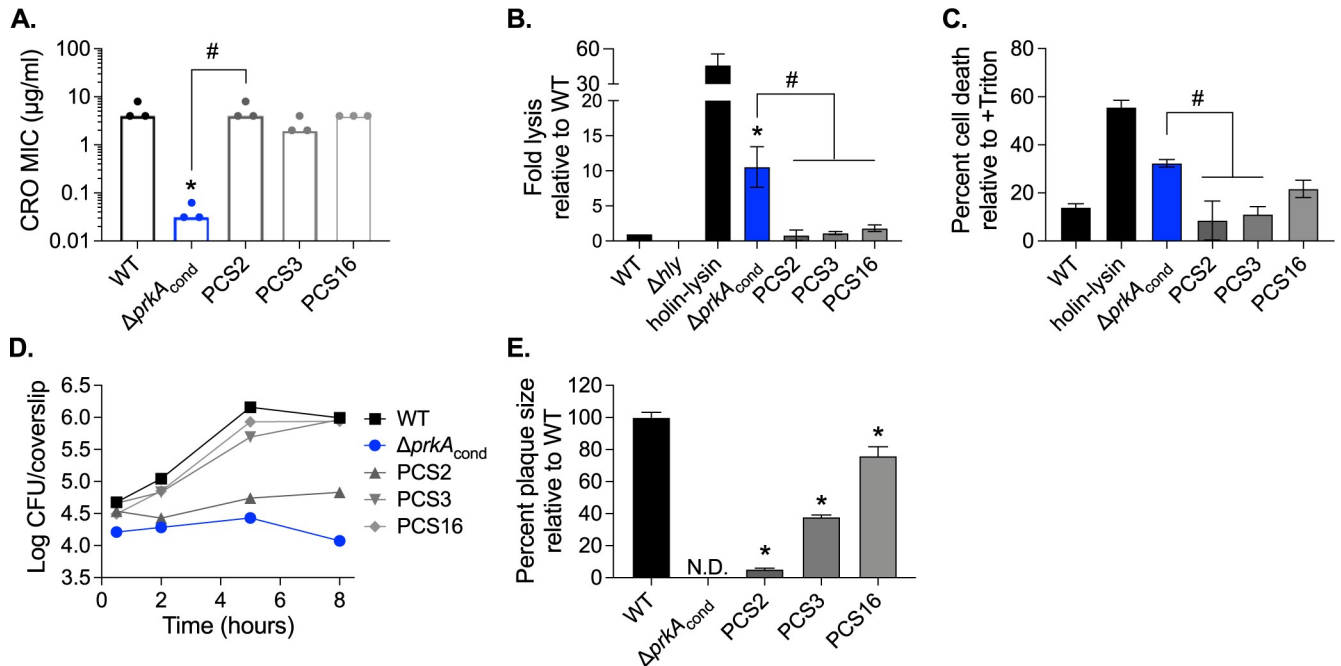 A.
CRO MIC (µg/ml)
100
10
1
0.1
0.01
#
*
WT
ΔprkAcond
PCS2
PCS3
PCS16
B.
Fold lysis
relative to WT
60
30
20
15
10
5
0
#
*
WT
Δhly
holin-lysin
ΔprkAcond
PCS2
PCS3
PCS16
C.
Percent cell death
relative to +Triton
80
60
40
20
0
#
WT
holin-lysin
ΔprkAcond
PCS2
PCS3
PCS16
D.
Log CFU/coverslip
6.5
6.0
5.5
5.0
4.5
4.0
3.5
0 2 4 6 8
Time (hours)
WT
ΔprkAcond
PCS2
PCS3
PCS16
E.
Percent plaque size
relative to WT
120
100
80
60
40
20
0
N.D.
*
*
*
WT
ΔprkAcond
PCS2
PCS3
PCS16